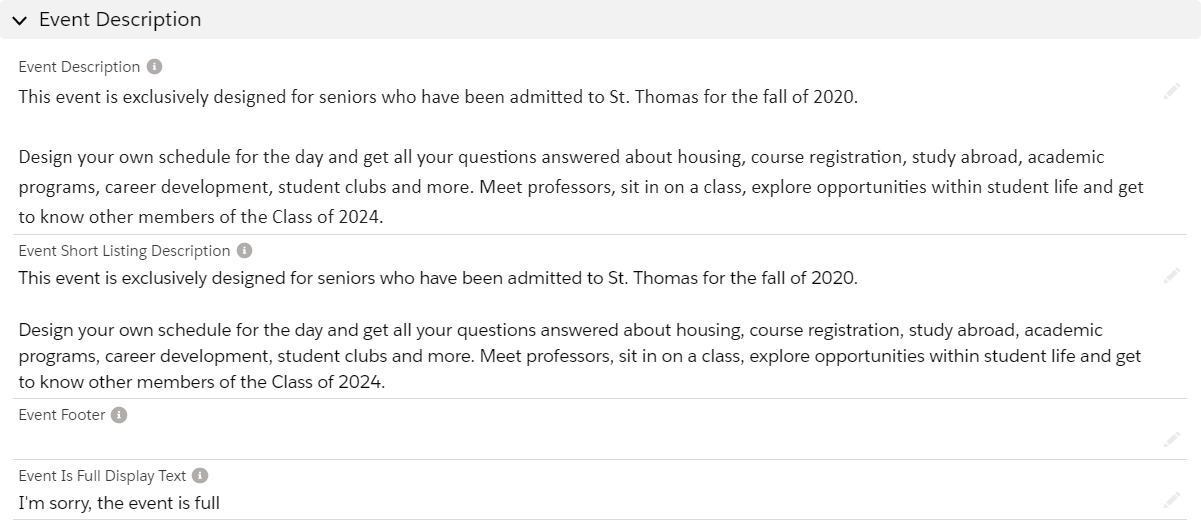 Event Description
Event Description
This event is exclusively designed for seniors who have been admitted to St. Thomas for the fall of 2020.
Design your own schedule for the day and get all your questions answered about housing, course registration, study abroad, academic
programs, career development, student clubs and more. Meet professors, sit in on a class, explore opportunities within student life and get
to know other members of the Class of 2024.
Event Short Listing Description
This event is exclusively designed for seniors who have been admitted to St. Thomas for the fall of 2020.
Design your own schedule for the day and get all your questions answered about housing, course registration, study abroad, academic
programs, career development, student clubs and more. Meet professors, sit in on a class, explore opportunities within student life and get
to know other members of the Class of 2024.
Event Footer
Event Is Full Display Text
I'm sorry, the event is full